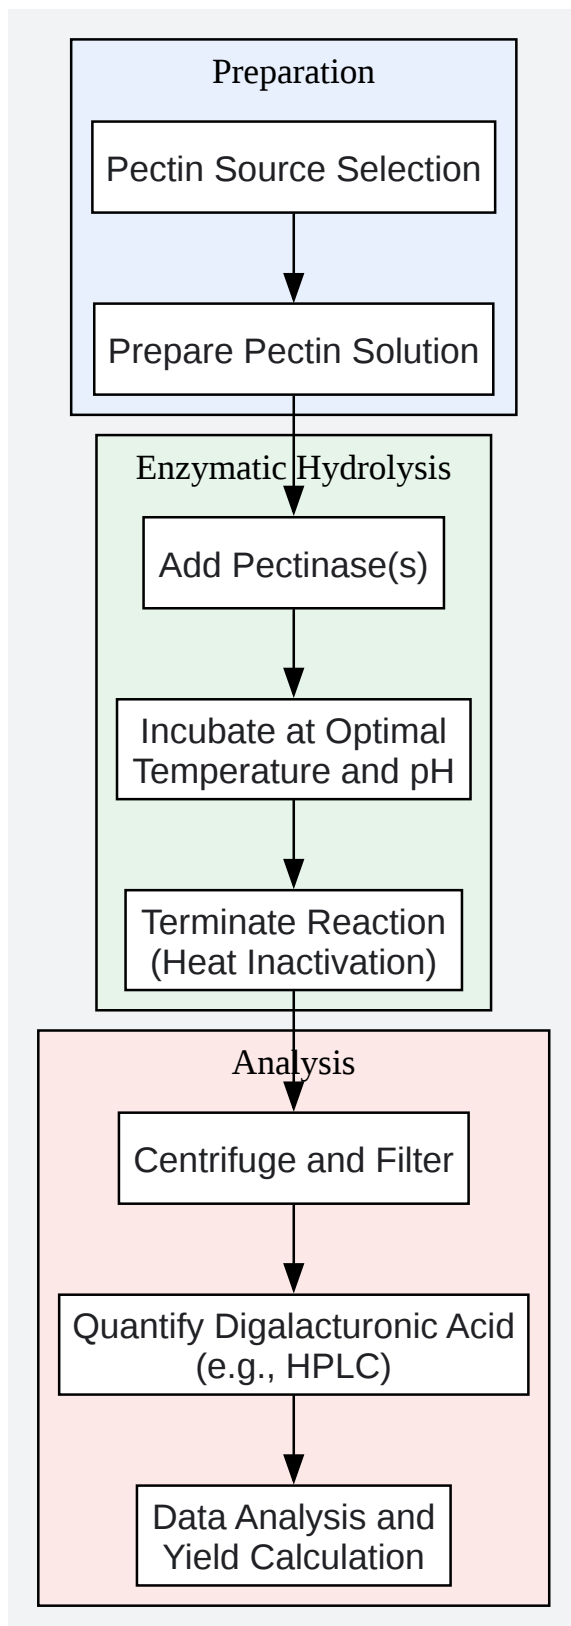 Preparation
Pectin Source Selection
Prepare Pectin Solution
Enzymatic Hydrolysis
Add Pectinase(s)
Incubate at Optimal
Temperature and pH
Terminate Reaction
(Heat Inactivation)
Analysis
Centrifuge and Filter
Quantify Digalacturonic Acid
(e.g., HPLC)
Data Analysis and
Yield Calculation